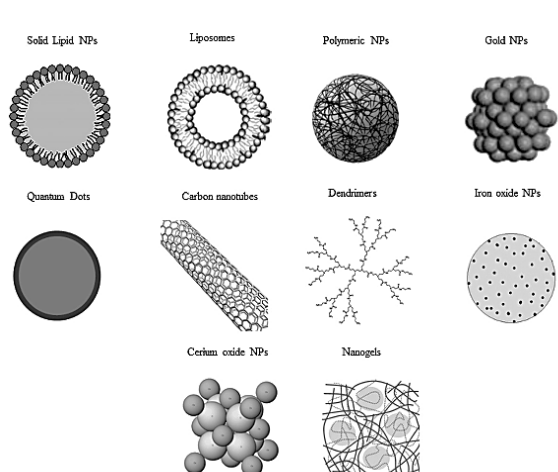 Solid Lipid NPs
Liposomes
Polymeric NPs
Gold NPs
Quantum Dots
Carbon nanotubes
Dendrimers
Iron oxide NPs
Cerium oxide NPs
Nanogels